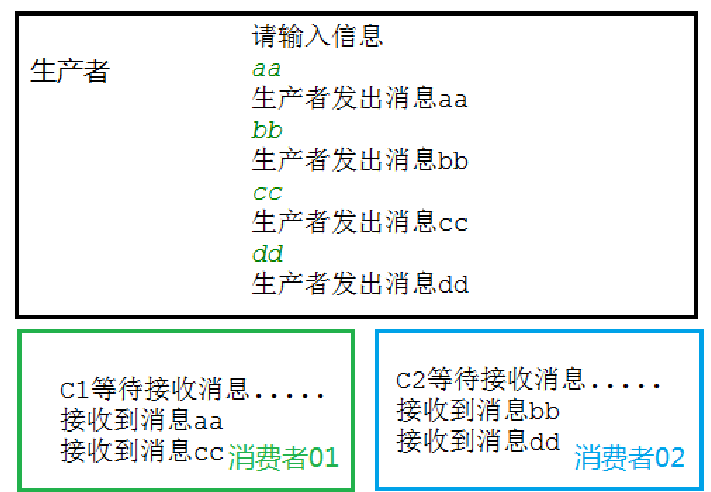 生产者
请输入信息
aa
生产者发出消息aa
bb
生产者发出消息bb
cc
生产者发出消息cc
dd
生产者发出消息dd
C1等待接收消息.....
接收到消息aa
接收到消息cc
消费者01
C2等待接收消息.....
接收到消息bb
接收到消息dd
消费者02